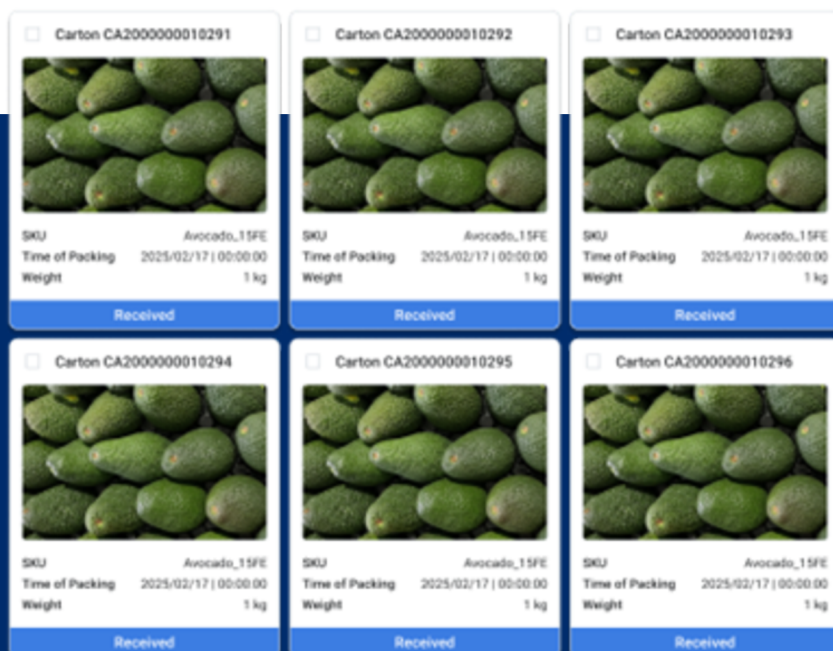 Carton CA2000000010291
SKU Avocado_15FE
Time of Packing 2025/02/17 | 00:00:00
Weight 1 kg
Received
Carton CA2000000010292
SKU Avocado_15FE
Time of Packing 2025/02/17 | 00:00:00
Weight 1 kg
Received
Carton CA2000000010293
SKU Avocado_15FE
Time of Packing 2025/02/17 | 00:00:00
Weight 1 kg
Received
Carton CA2000000010294
SKU Avocado_15FE
Time of Packing 2025/02/17 | 00:00:00
Weight 1 kg
Received
Carton CA2000000010295
SKU Avocado_15FE
Time of Packing 2025/02/17 | 00:00:00
Weight 1 kg
Received
Carton CA2000000010296
SKU Avocado_15FE
Time of Packing 2025/02/17 | 00:00:00
Weight 1 kg
Received